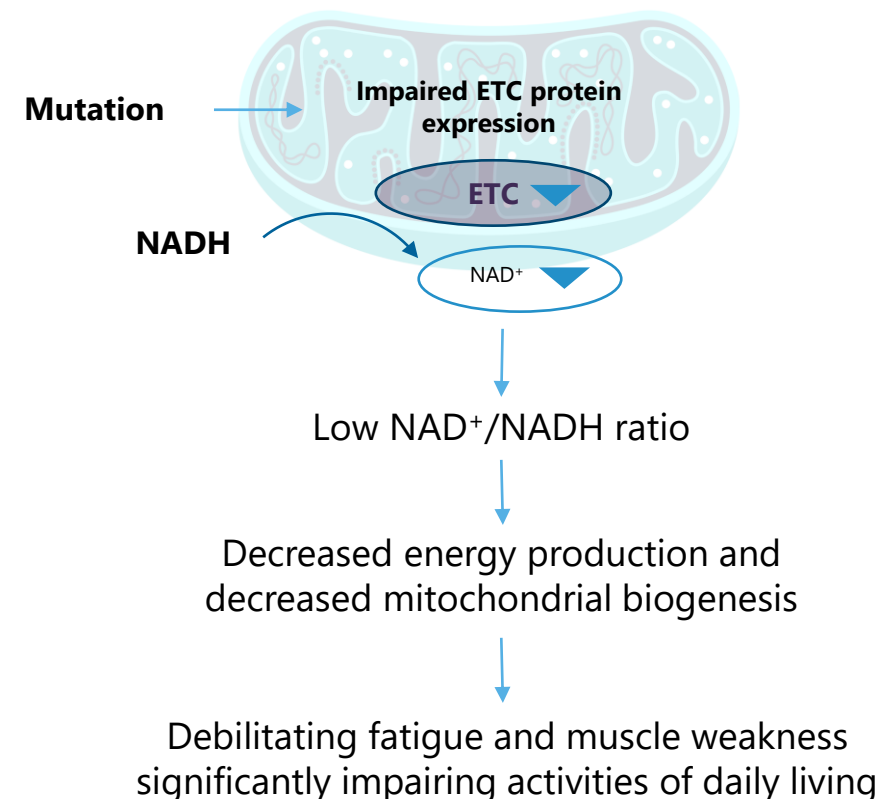 Mutation
Impaired ETC protein
expression
ETC
NADH
NAD⁺
Low NAD⁺/NADH ratio
Decreased energy production and
decreased mitochondrial biogenesis
Debilitating fatigue and muscle weakness
significantly impairing activities of daily living